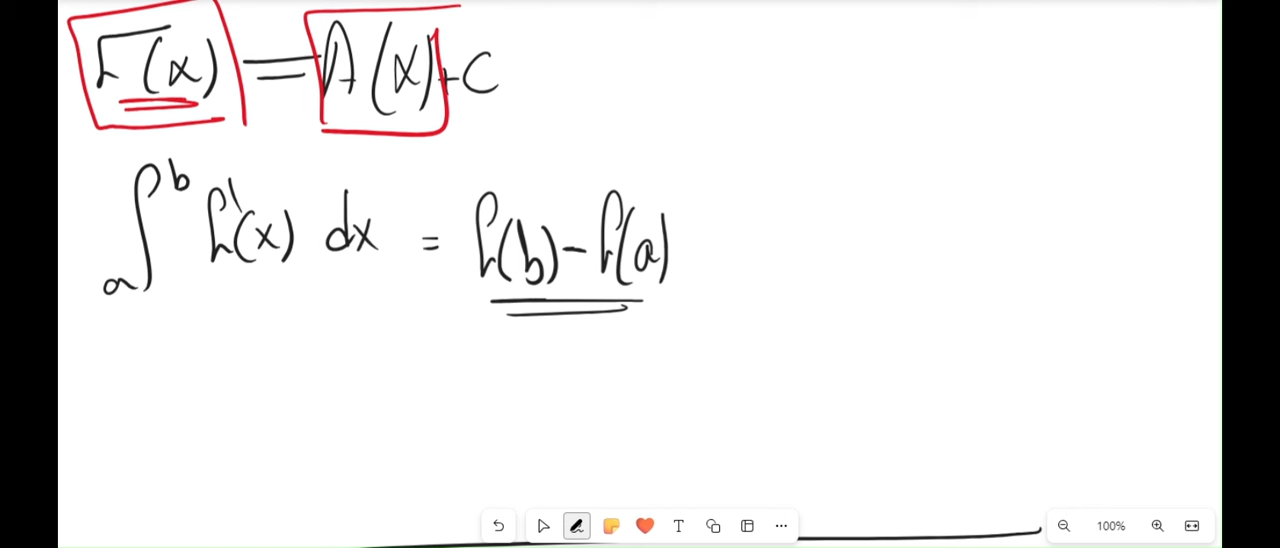 F(x) = A(x) + C
∫ₐᵇ f'(x) dx = f(b) - f(a)
100%